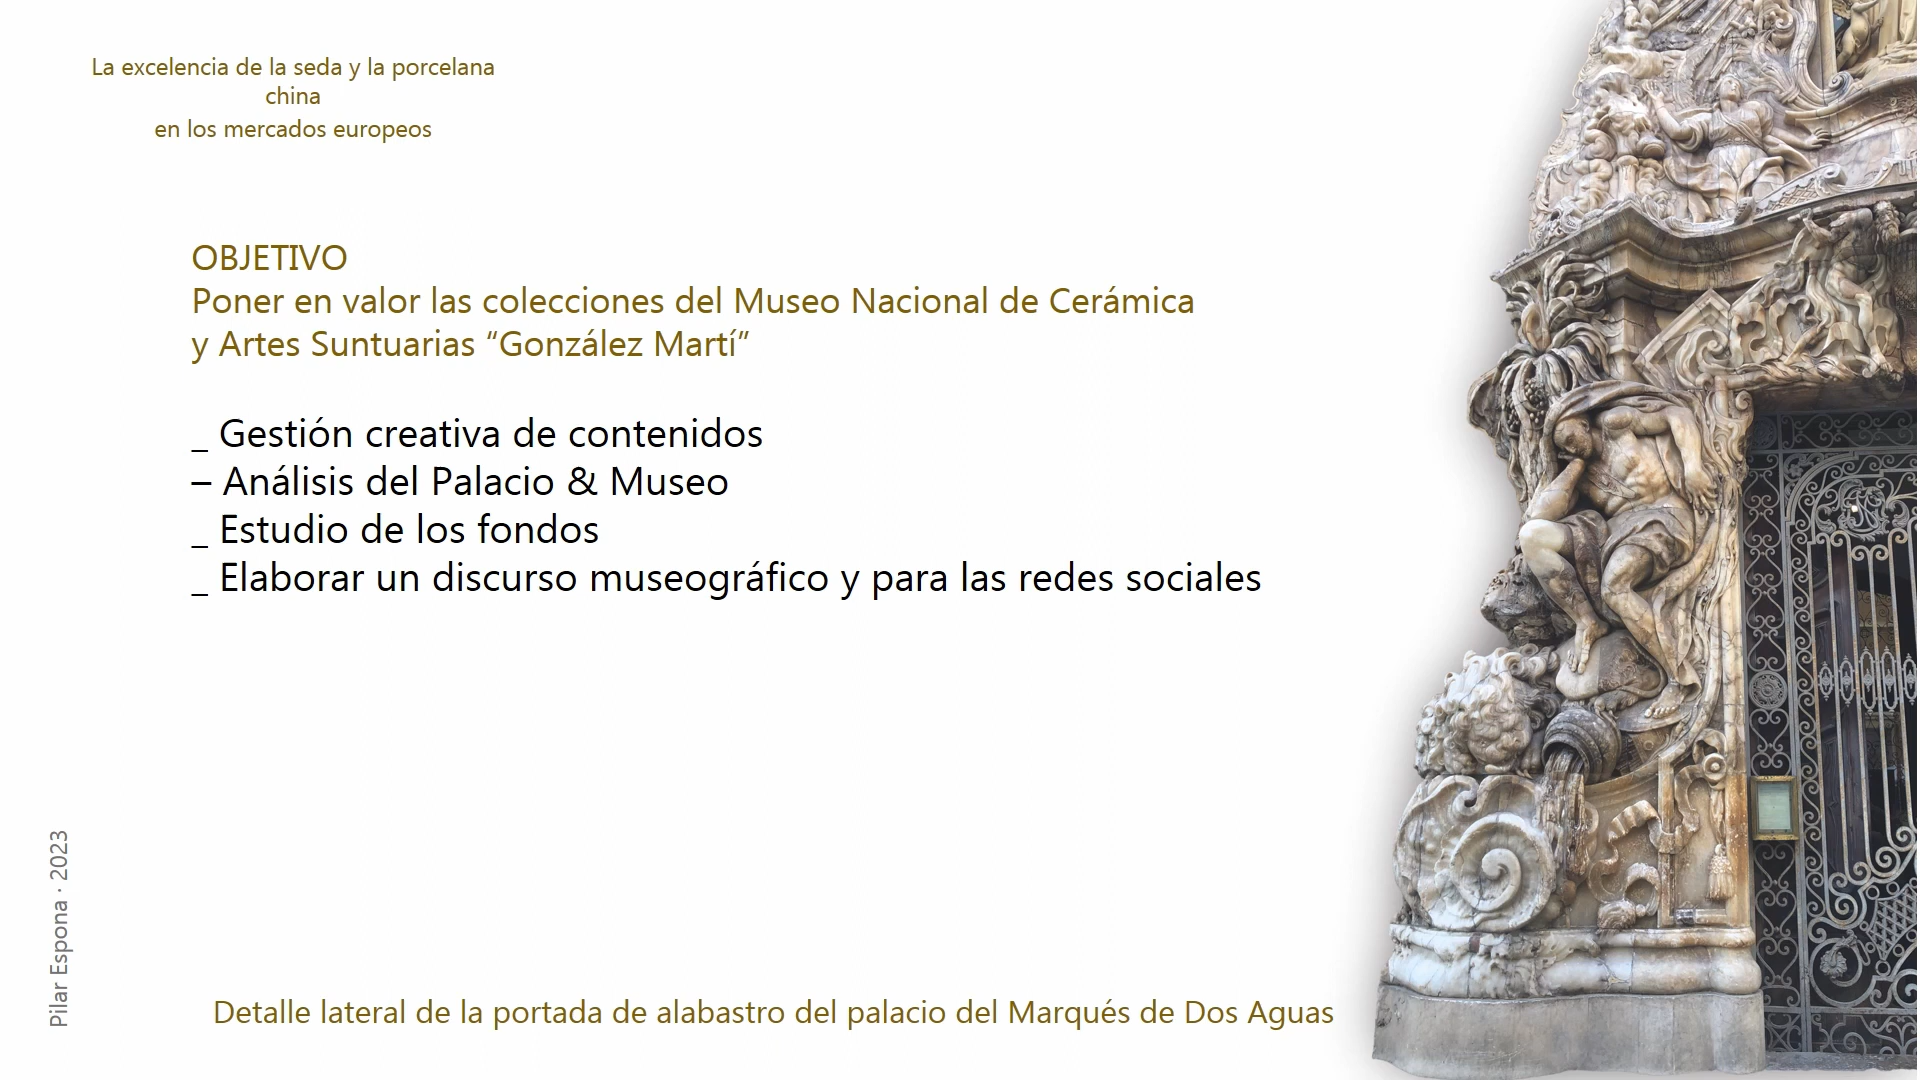 La excelencia de la seda y la porcelana
china
en los mercados europeos
OBJETIVO
Poner en valor las colecciones del Museo Nacional de Cerámica
y Artes Suntuarias “González Martí”
_ Gestión creativa de contenidos
– Análisis del Palacio & Museo
_ Estudio de los fondos
_ Elaborar un discurso museográfico y para las redes sociales
Pilar Espona · 2023
Detalle lateral de la portada de alabastro del palacio del Marqués de Dos Aguas